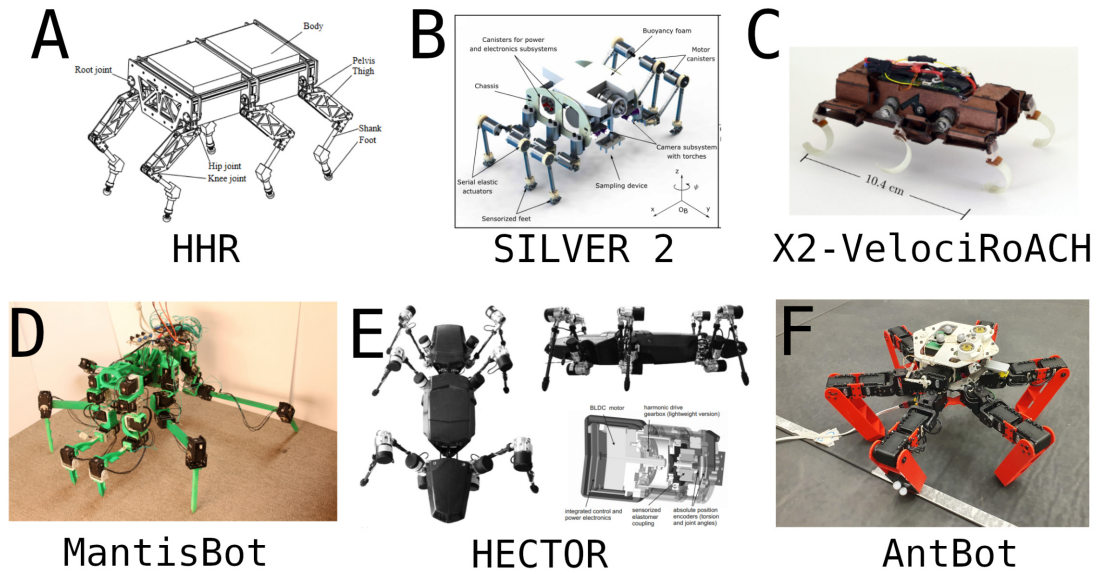 A
Body
Root joint
Pelvis
Thigh
Shank
Foot
Hip joint
Knee joint
HHR
B
Canisters for power
and electronics subsystems
Buoyancy foam
Motor
canisters
Chassis
Camera subsystem
with torches
Serial elastic
actuators
Sampling device
Sensorized feet
z
ψ
x
O_B
y
SILVER 2
C
10.4 cm
X2-VelociRoACH
D
MantisBot
E
BLDC motor
harmonic drive
gearbox (lightweight version)
integrated control and
power electronics
sensorized
elastomer
coupling
absolute position
encoders (torsion
and joint angles)
HECTOR
F
AntBot